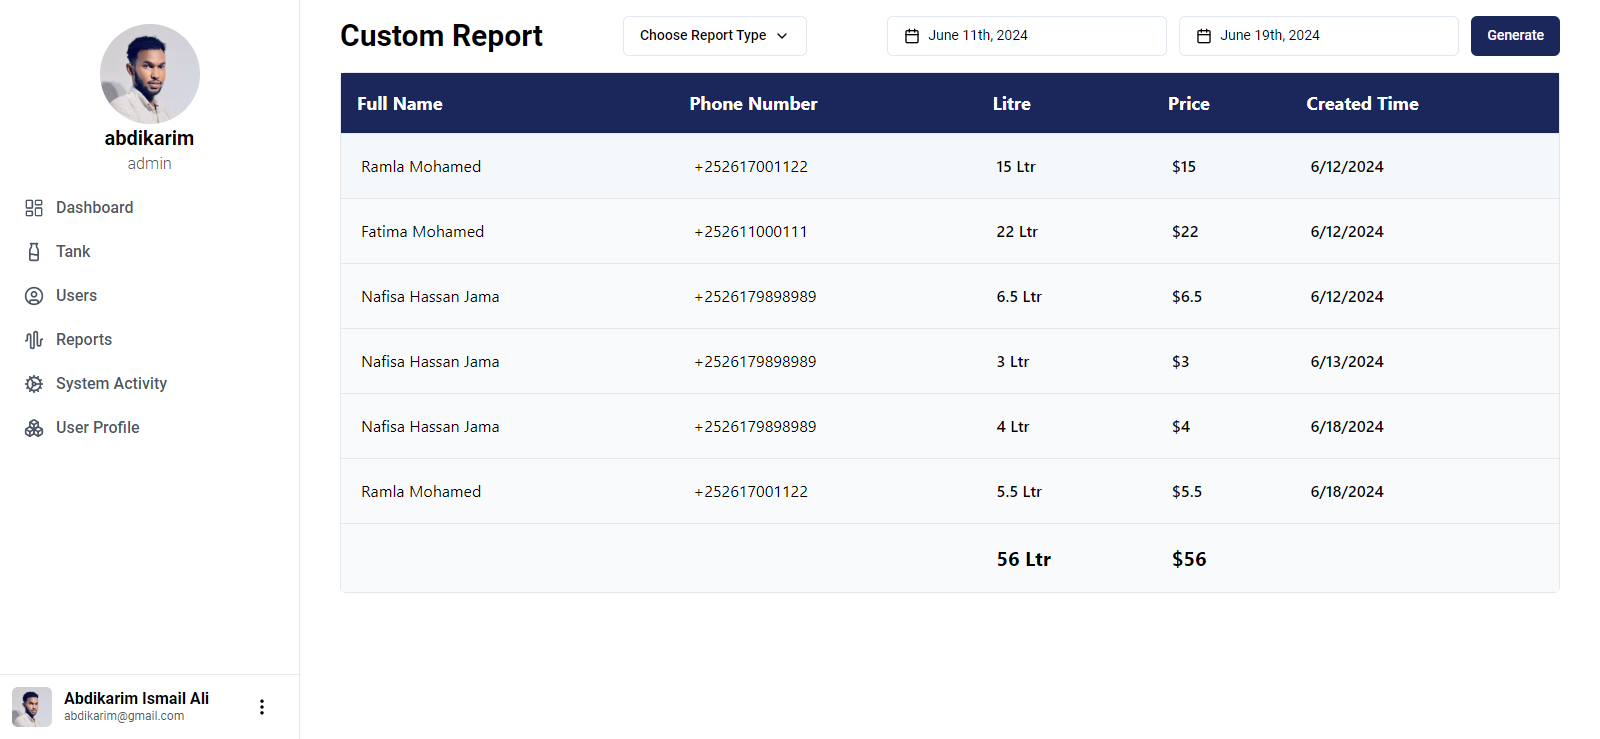 abdikarim
admin
Dashboard
Tank
Users
Reports
System Activity
User Profile
Abdikarim Ismail Ali
abdikarim@gmail.com
Custom Report
Choose Report Type
June 11th, 2024
June 19th, 2024
Generate
Full Name Phone Number Litre Price Created Time
Ramla Mohamed +252617001122 15 Ltr $15 6/12/2024
Fatima Mohamed +252611000111 22 Ltr $22 6/12/2024
Nafisa Hassan Jama +2526179898989 6.5 Ltr $6.5 6/12/2024
Nafisa Hassan Jama +2526179898989 3 Ltr $3 6/13/2024
Nafisa Hassan Jama +2526179898989 4 Ltr $4 6/18/2024
Ramla Mohamed +252617001122 5.5 Ltr $5.5 6/18/2024
56 Ltr $56